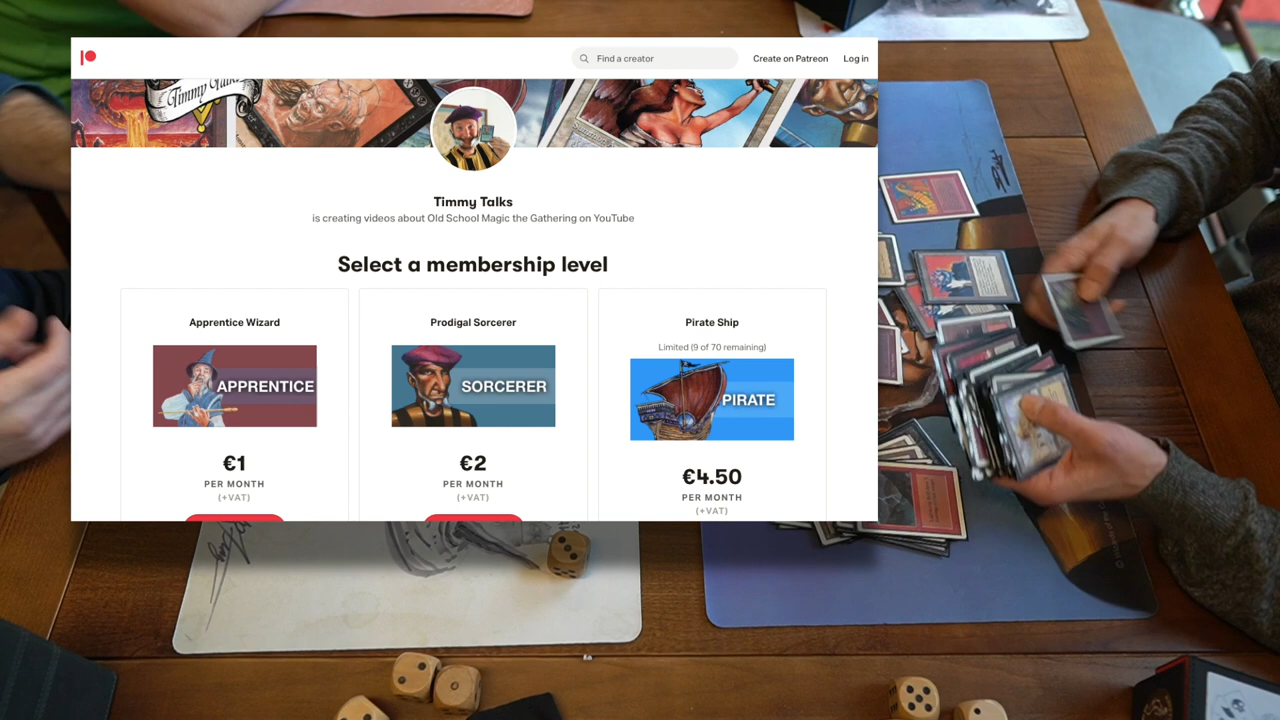 Find a creator
Create on Patreon
Log in
Timmy Talks
Timmy Talks
is creating videos about Old School Magic the Gathering on YouTube
Select a membership level
Apprentice Wizard
Prodigal Sorcerer
Pirate Ship
Limited (9 of 70 remaining)
APPRENTICE
SORCERER
PIRATE
€1
PER MONTH
(+VAT)
€2
PER MONTH
(+VAT)
€4.50
PER MONTH
(+VAT)